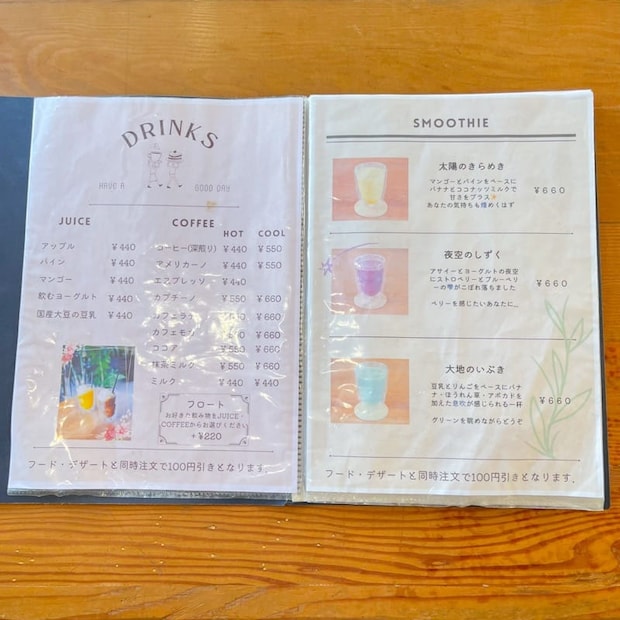 DRINKS
HAVE A GOOD DAY
JUICE
アップル ¥440
パイン ¥440
マンゴー ¥440
飲むヨーグルト ¥440
国産大豆の豆乳 ¥440
COFFEE HOT COOL
コーヒー(深煎り) ¥440 ¥550
アメリカーノ ¥440 ¥550
エスプレッソ ¥440
カプチーノ ¥550 ¥660
カフェラテ ¥550 ¥660
カフェモカ ¥550 ¥660
ココア ¥550 ¥660
抹茶ミルク ¥550 ¥660
ミルク ¥440 ¥440
フロート
お好きな飲み物をJUICE・
COFFEEからお選びください
+¥220
フード・デザートと同時注文で100円引きとなります。
SMOOTHIE
太陽のきらめき
マンゴーとパインをベースに
バナナとココナッツミルクで
甘さをプラス
あなたの気持ちも煌めくはず
¥660
夜空のしずく
アサイーとヨーグルトの夜空
にストロベリーとブルーベリ
ーの雫がこぼれ落ちました
ベリーを感じたいあなたに…
¥660
大地のいぶき
豆乳とりんごをベースにバナ
ナ・ほうれん草・アボカドを
加えた息吹が感じられる一杯
グリーンを眺めながらどうぞ
¥660
フード・デザートと同時注文で100円引きとなります。